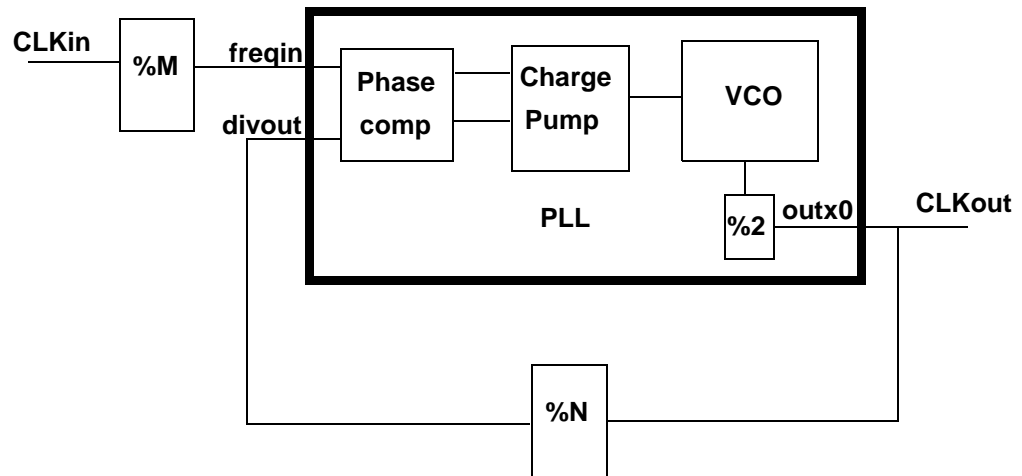 CLKin
%M
freqin
divout
Phase
comp
Charge
Pump
VCO
%2
outx0
CLKout
PLL
%N